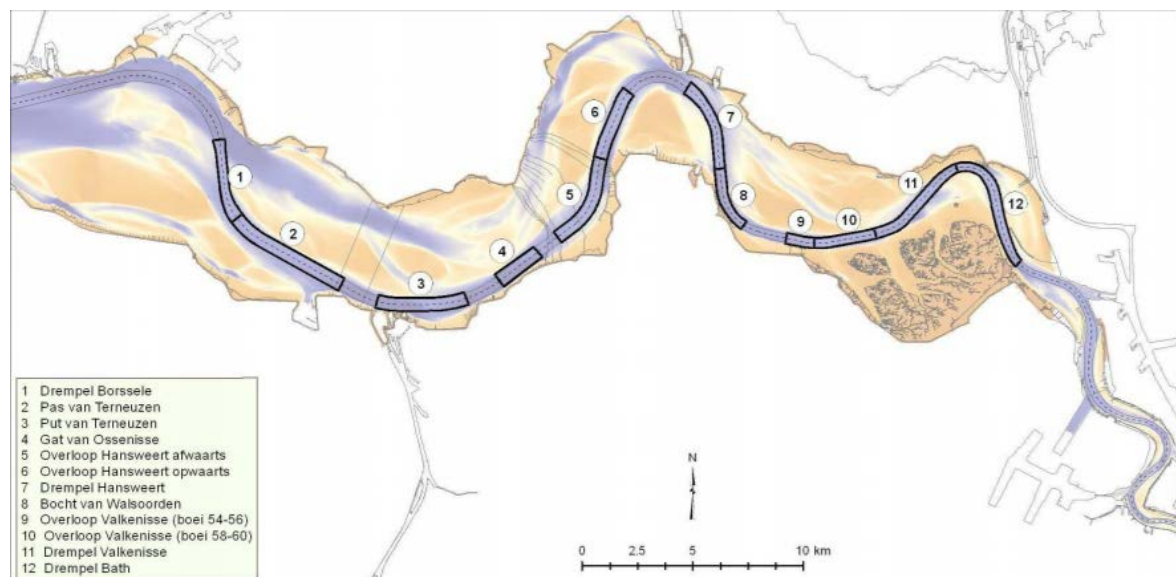 1
2
3
4
5
6
7
8
9
10
11
12
1 Drempel Borssele
2 Pas van Terneuzen
3 Put van Terneuzen
4 Gat van Ossenisse
5 Overloop Hansweert afwaarts
6 Overloop Hansweert opwaarts
7 Drempel Hansweert
8 Bocht van Walsoorden
9 Overloop Valkenisse (boei 54-56)
10 Overloop Valkenisse (boei 58-60)
11 Drempel Valkenisse
12 Drempel Bath
N
0 2.5 5 10 km